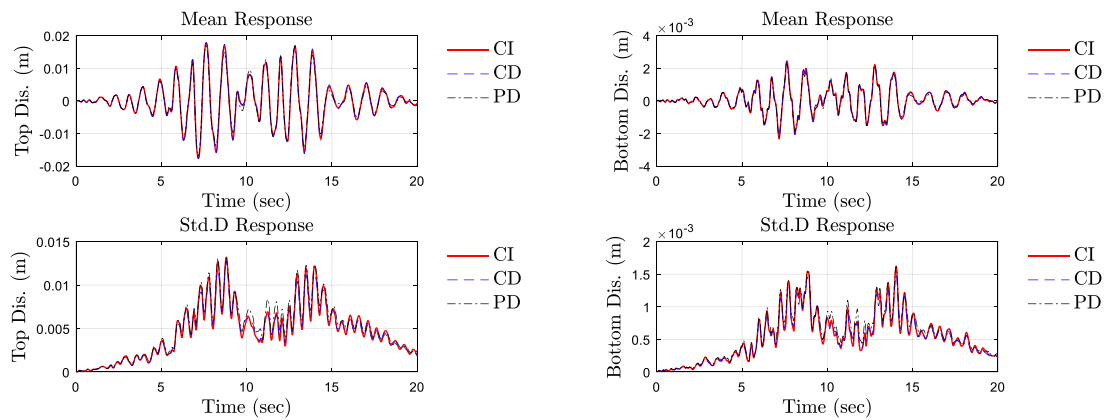 Mean Response
Top Dis. (m)
0.02
0.01
0
-0.01
-0.02
0 5 10 15 20
Time (sec)
CI
CD
PD
Mean Response
×10⁻³
Bottom Dis. (m)
4
2
0
-2
-4
0 5 10 15 20
Time (sec)
CI
CD
PD
Std.D Response
Top Dis. (m)
0.015
0.01
0.005
0
0 5 10 15 20
Time (sec)
CI
CD
PD
Std.D Response
×10⁻³
Bottom Dis. (m)
2
1.5
1
0.5
0
0 5 10 15 20
Time (sec)
CI
CD
PD